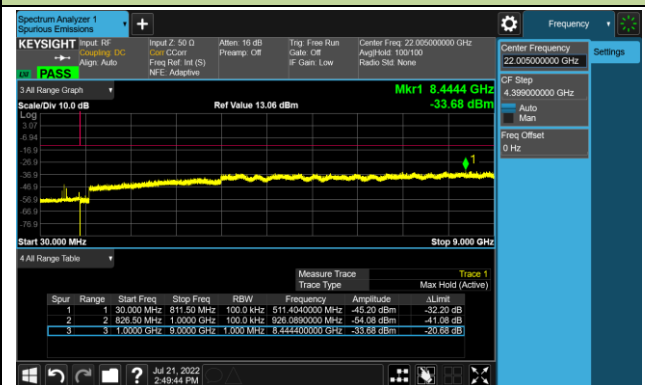 Spectrum Analyzer 1
Spurious Emissions
Frequency
KEYSIGHT
Input: RF
Coupling: DC
Align: Auto
Input Z: 50 Ω
Corr CCorr
Freq Ref: Int (S)
NFE: Adaptive
Atten: 16 dB
Preamp: Off
Trig: Free Run
Gate: Off
IF Gain: Low
Center Freq: 22.005000000 GHz
Avg|Hold: 100/100
Radio Std: None
PASS
Center Frequency
22.005000000 GHz
Settings
CF Step
4.399000000 GHz
Auto
Man
Freq Offset
0 Hz
3 All Range Graph
Mkr1 8.4444 GHz
Scale/Div 10.0 dB
Ref Value 13.06 dBm
-33.68 dBm
Log
3.07
-6.94
-16.9
-26.9
-36.9
-46.9
-56.9
-66.9
-76.9
1
Start 30.000 MHz
Stop 9.000 GHz
4 All Range Table
Measure Trace Trace 1
Trace Type Max Hold (Active)
Spur Range Start Freq Stop Freq RBW Frequency Amplitude ΔLimit
1 1 30.000 MHz 811.50 MHz 100.0 kHz 511.4040000 MHz -45.20 dBm -32.20 dB
2 2 826.50 MHz 1.0000 GHz 100.0 kHz 926.0890000 MHz -54.08 dBm -41.08 dB
3 3 1.0000 GHz 9.0000 GHz 1.000 MHz 8.444400000 GHz -33.68 dBm -20.68 dB
Jul 21, 2022
2:49:44 PM